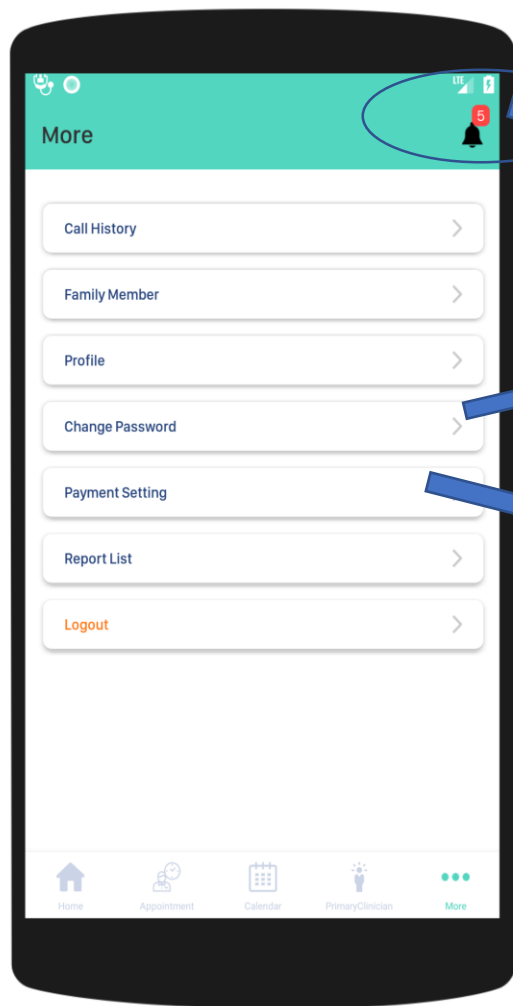 LTE
More
5
Call History
Family Member
Profile
Change Password
Payment Setting
Report List
Logout
Home
Appointment
Calendar
PrimaryClinician
More